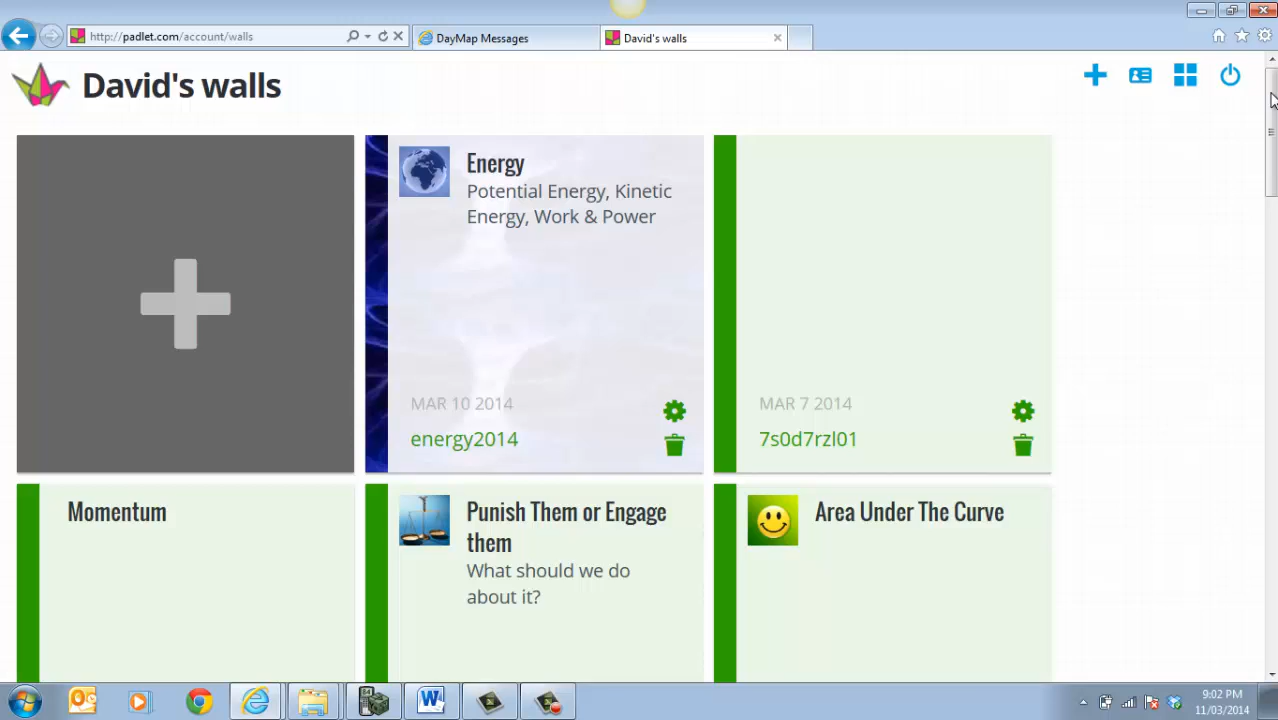 http://padlet.com/account/walls
DayMap Messages
David's walls
David's walls
Energy
Potential Energy, Kinetic
Energy, Work & Power
MAR 10 2014
energy2014
MAR 7 2014
7s0d7rzl01
Momentum
Punish Them or Engage
them
What should we do
about it?
Area Under The Curve
9:02 PM
11/03/2014